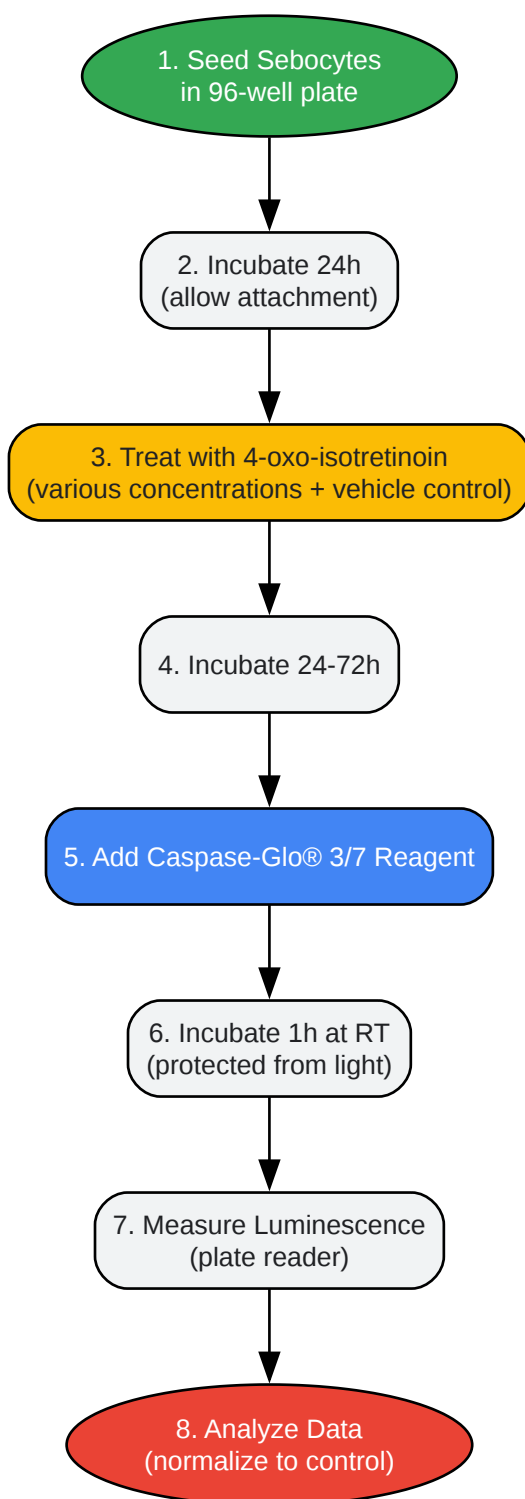 1. Seed Sebocytes
in 96-well plate
2. Incubate 24h
(allow attachment)
3. Treat with 4-oxo-isotretinoin
(various concentrations + vehicle control)
4. Incubate 24-72h
5. Add Caspase-Glo® 3/7 Reagent
6. Incubate 1h at RT
(protected from light)
7. Measure Luminescence
(plate reader)
8. Analyze Data
(normalize to control)